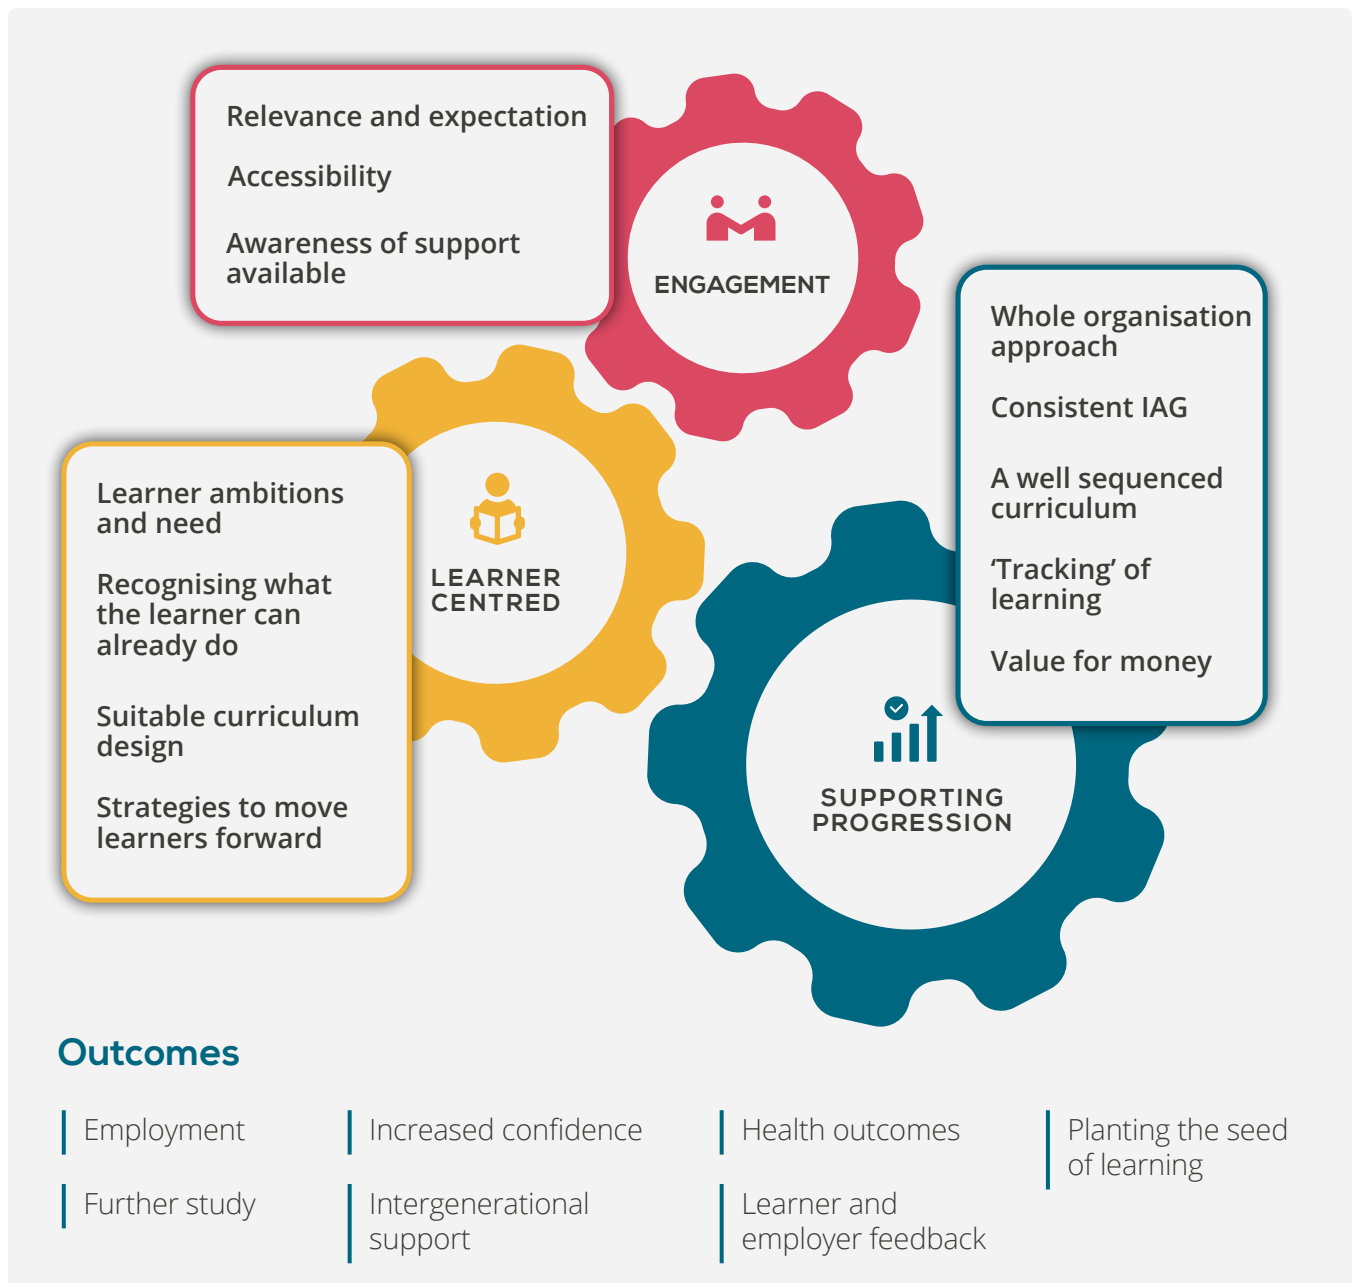 Relevance and expectation
Accessibility
Awareness of support
available
ENGAGEMENT
Whole organisation
approach
Consistent IAG
A well sequenced
curriculum
‘Tracking’ of
learning
Value for money
Learner ambitions
and need
Recognising what
the learner can
already do
Suitable curriculum
design
Strategies to move
learners forward
LEARNER
CENTRED
SUPPORTING
PROGRESSION
Outcomes
Employment
Further study
Increased confidence
Intergenerational
support
Health outcomes
Learner and
employer feedback
Planting the seed
of learning